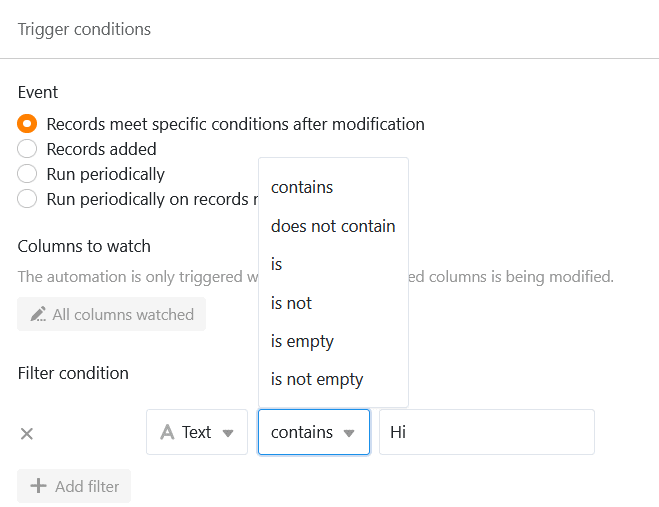 Trigger conditions
Event
Records meet specific conditions after modification
Records added
Run periodically
Run periodically on records
contains
does not contain
is
is not
is empty
is not empty
Columns to watch
The automation is only triggered ed columns is being modified.
All columns watched
Filter condition
Text contains Hi
Add filter